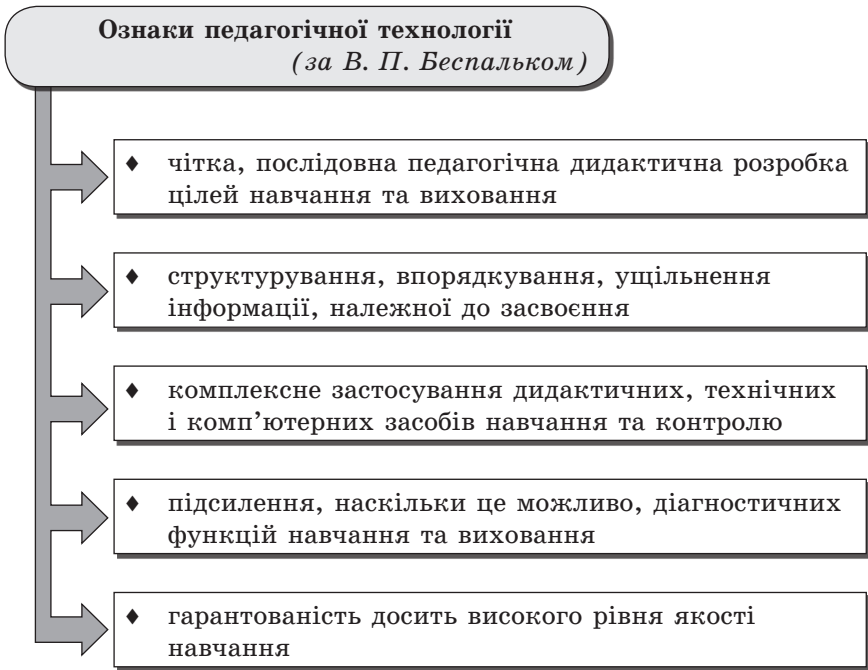 Ознаки педагогічної технології
(за В. П. Беспальком)
♦ чітка, послідовна педагогічна дидактична розробка
цілей навчання та виховання
♦ структурування, впорядкування, ущільнення
інформації, належної до засвоєння
♦ комплексне застосування дидактичних, технічних
і комп’ютерних засобів навчання та контролю
♦ підсилення, наскільки це можливо, діагностичних
функцій навчання та виховання
♦ гарантованість досить високого рівня якості
навчання